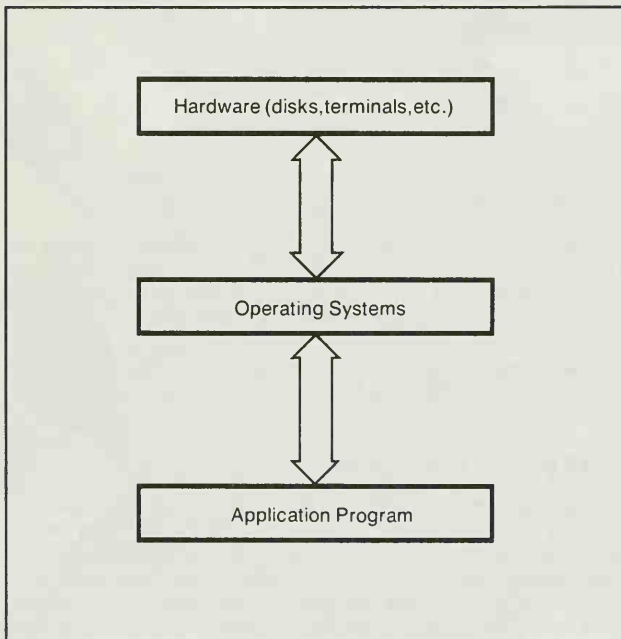 Hardware (disks,terminals,etc.)
Operating Systems
Application Program